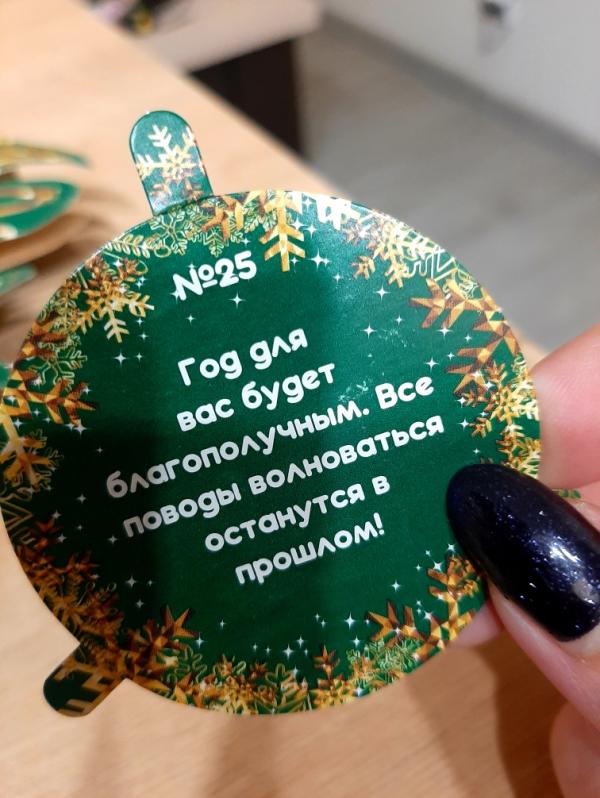 №25
Год для
вас будет
благополучным. Все
поводы волноваться
останутся в
прошлом!